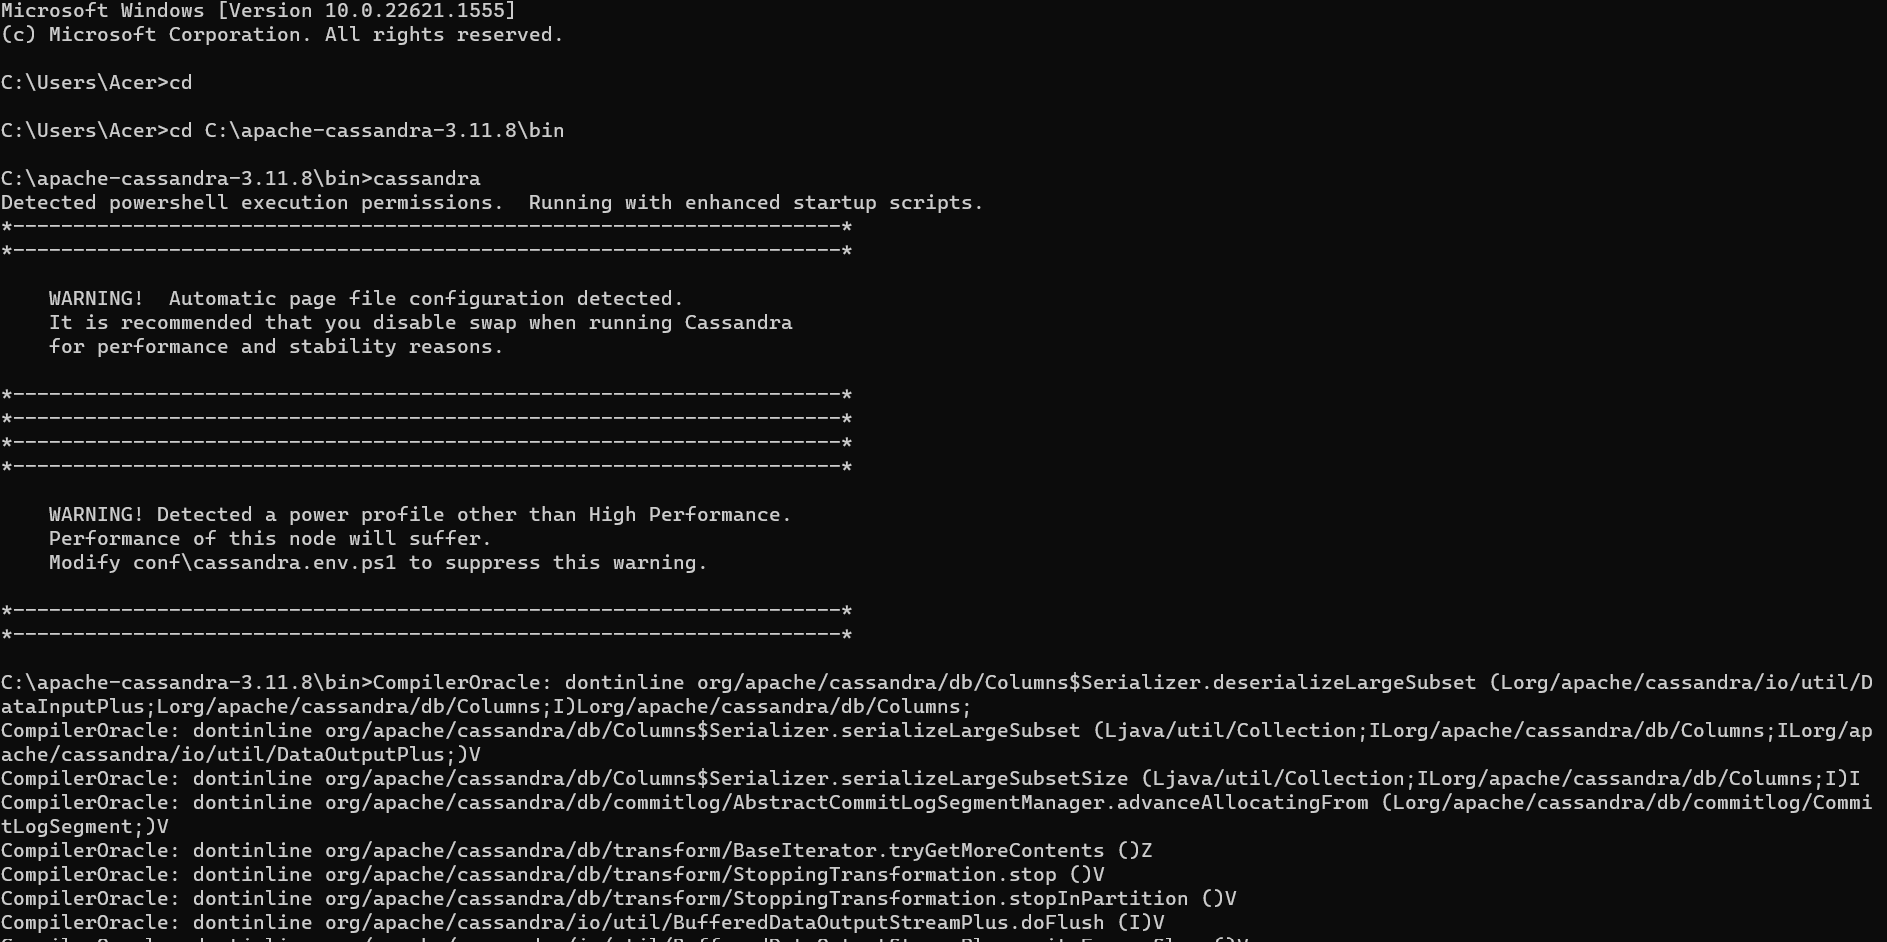 Microsoft Windows [Version 10.0.22621.1555]
(c) Microsoft Corporation. All rights reserved.
C:\Users\Acer>cd
C:\Users\Acer>cd C:\apache-cassandra-3.11.8\bin
C:\apache-cassandra-3.11.8\bin>cassandra
Detected powershell execution permissions.  Running with enhanced startup scripts.
*---------------------------------------------------------------------*
*---------------------------------------------------------------------*
WARNING!  Automatic page file configuration detected.
It is recommended that you disable swap when running Cassandra
for performance and stability reasons.
*---------------------------------------------------------------------*
*---------------------------------------------------------------------*
*---------------------------------------------------------------------*
*---------------------------------------------------------------------*
WARNING! Detected a power profile other than High Performance.
Performance of this node will suffer.
Modify conf\cassandra.env.ps1 to suppress this warning.
*---------------------------------------------------------------------*
*---------------------------------------------------------------------*
C:\apache-cassandra-3.11.8\bin>CompilerOracle: dontinline org/apache/cassandra/db/Columns$Serializer.deserializeLargeSubset (Lorg/apache/cassandra/io/util/D
ataInputPlus;Lorg/apache/cassandra/db/Columns;I)Lorg/apache/cassandra/db/Columns;
CompilerOracle: dontinline org/apache/cassandra/db/Columns$Serializer.serializeLargeSubset (Ljava/util/Collection;ILorg/apache/cassandra/db/Columns;ILorg/ap
ache/cassandra/io/util/DataOutputPlus;)V
CompilerOracle: dontinline org/apache/cassandra/db/Columns$Serializer.serializeLargeSubsetSize (Ljava/util/Collection;ILorg/apache/cassandra/db/Columns;I)I
CompilerOracle: dontinline org/apache/cassandra/db/commitlog/AbstractCommitLogSegmentManager.advanceAllocatingFrom (Lorg/apache/cassandra/db/commitlog/Commi
tLogSegment;)V
CompilerOracle: dontinline org/apache/cassandra/db/transform/BaseIterator.tryGetMoreContents ()Z
CompilerOracle: dontinline org/apache/cassandra/db/transform/StoppingTransformation.stop ()V
CompilerOracle: dontinline org/apache/cassandra/db/transform/StoppingTransformation.stopInPartition ()V
CompilerOracle: dontinline org/apache/cassandra/io/util/BufferedDataOutputStreamPlus.doFlush (I)V